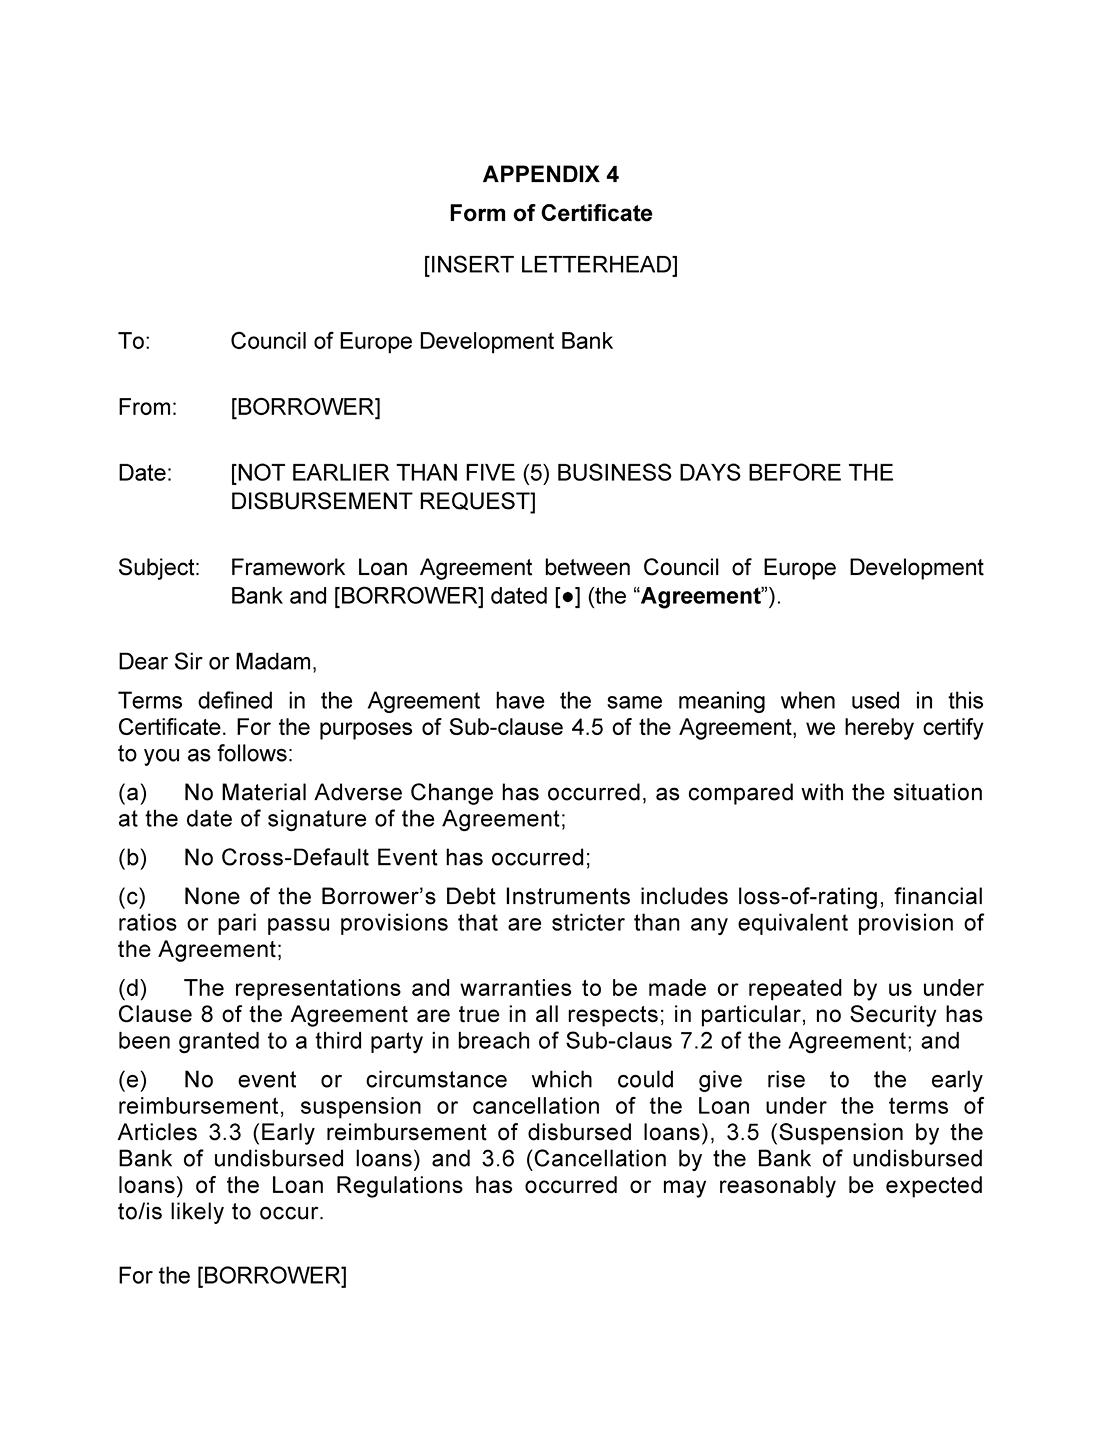 APPENDIX 4
Form of Certificate
[INSERT LETTERHEAD]
To: Council of Europe Development Bank
From: [BORROWER]
Date: [NOT EARLIER THAN FIVE (5) BUSINESS DAYS BEFORE THE
DISBURSEMENT REQUEST]
Subject: Framework Loan Agreement between Council of Europe Development
Bank and [BORROWER] dated [●] (the “Agreement”).
Dear Sir or Madam,
Terms defined in the Agreement have the same meaning when used in this
Certificate. For the purposes of Sub-clause 4.5 of the Agreement, we hereby certify
to you as follows:
(a) No Material Adverse Change has occurred, as compared with the situation
at the date of signature of the Agreement;
(b) No Cross-Default Event has occurred;
(c) None of the Borrower’s Debt Instruments includes loss-of-rating, financial
ratios or pari passu provisions that are stricter than any equivalent provision of
the Agreement;
(d) The representations and warranties to be made or repeated by us under
Clause 8 of the Agreement are true in all respects; in particular, no Security has
been granted to a third party in breach of Sub-claus 7.2 of the Agreement; and
(e) No event or circumstance which could give rise to the early
reimbursement, suspension or cancellation of the Loan under the terms of
Articles 3.3 (Early reimbursement of disbursed loans), 3.5 (Suspension by the
Bank of undisbursed loans) and 3.6 (Cancellation by the Bank of undisbursed
loans) of the Loan Regulations has occurred or may reasonably be expected
to/is likely to occur.
For the [BORROWER]